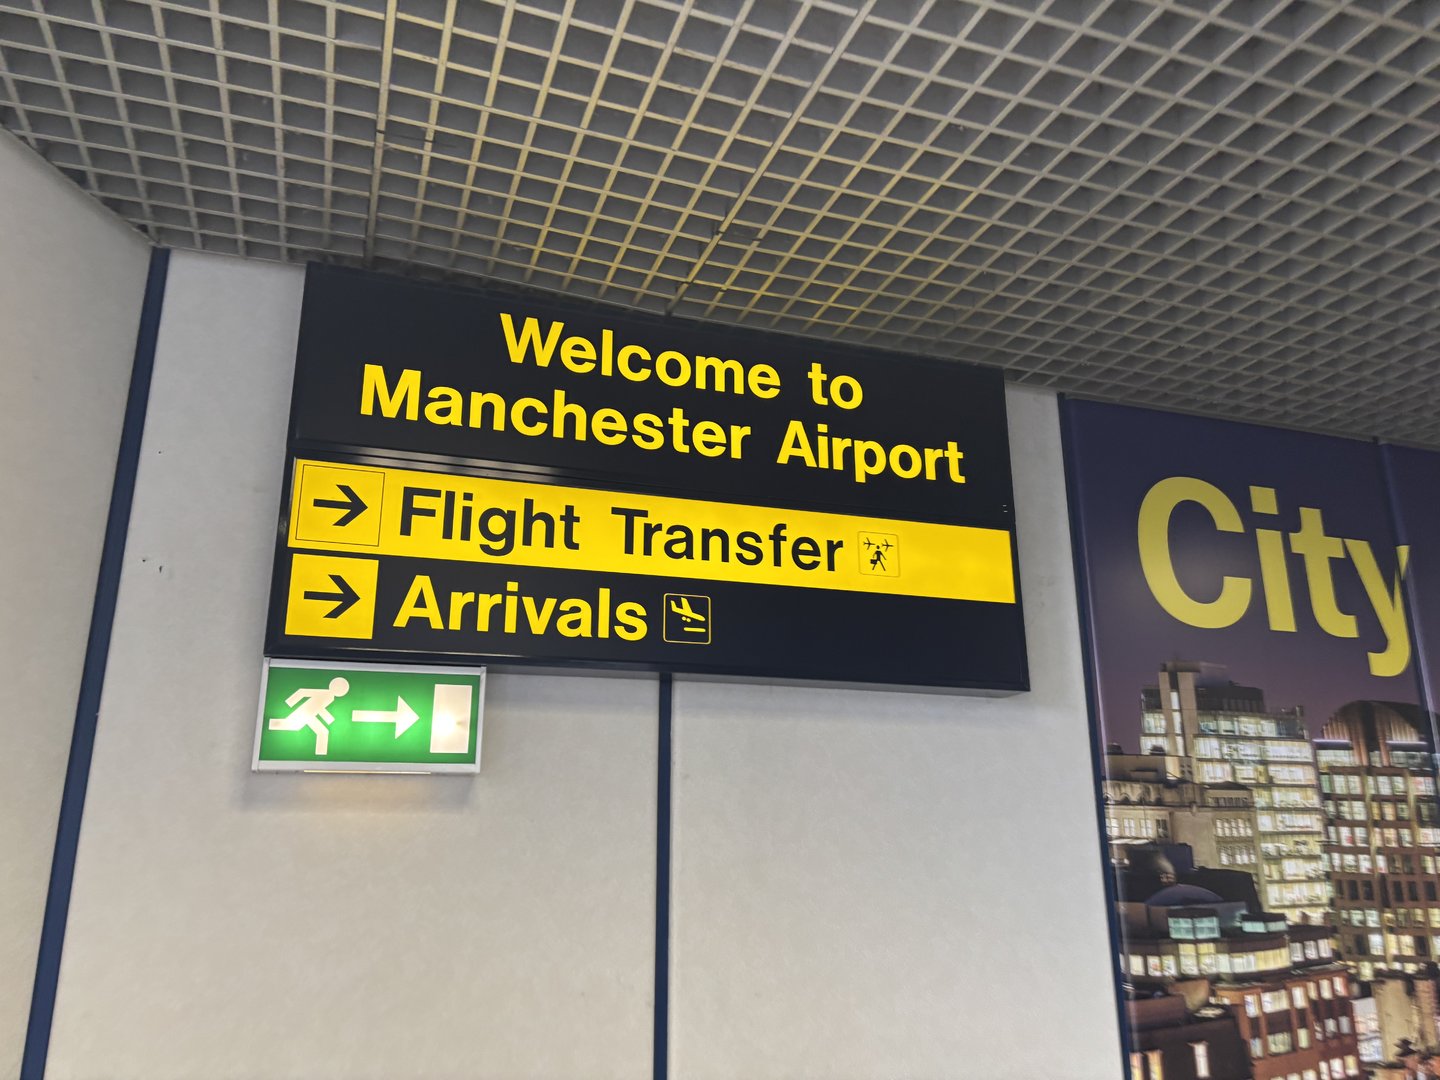 Welcome to
Manchester Airport
Flight Transfer
Arrivals
City